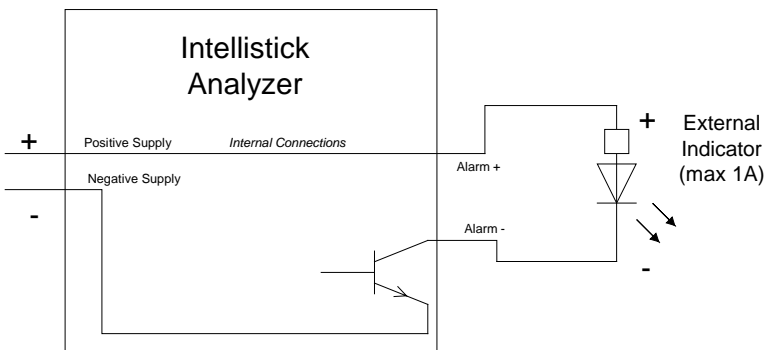 Intellistick
Analyzer
+
Positive Supply
Internal Connections
Negative Supply
-
Alarm +
Alarm -
+
External
Indicator
(max 1A)
-